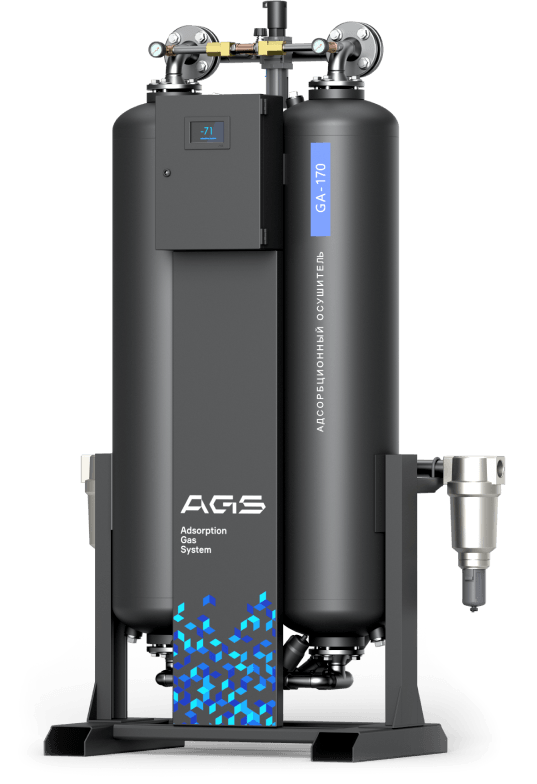 -71
GA-170
АДСОРБЦИОННЫЙ ОСУШИТЕЛЬ
AGS
Adsorption
Gas
System